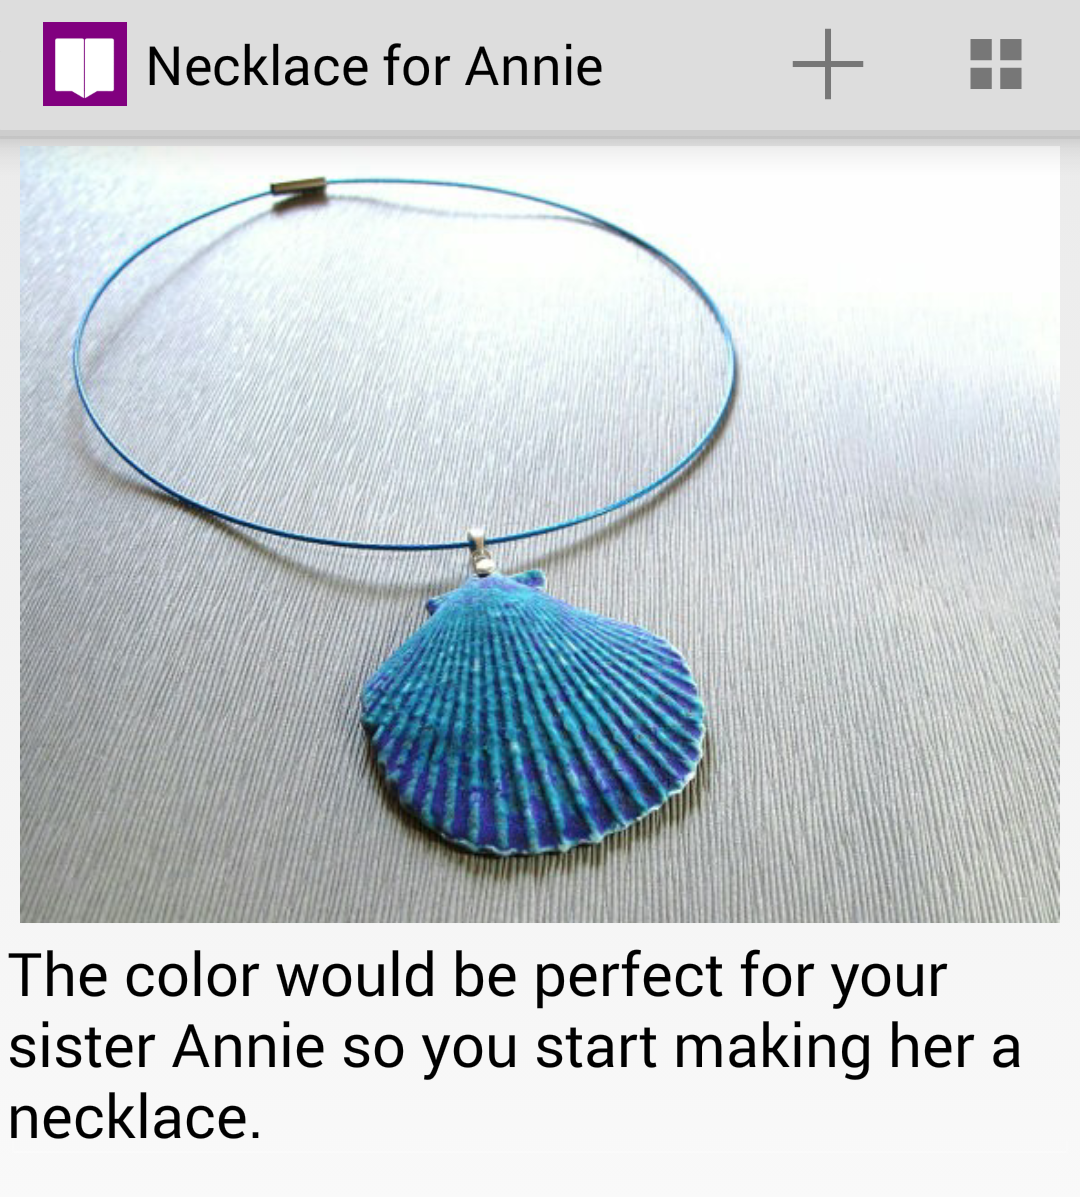 Necklace for Annie
The color would be perfect for your
sister Annie so you start making her a
necklace.